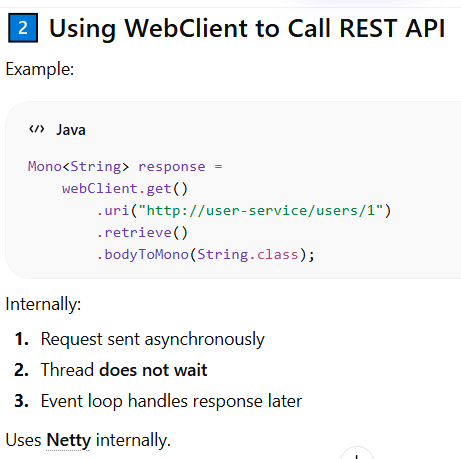 2 Using WebClient to Call REST API
Example:
</> Java
Mono<String> response =
webClient.get()
.uri("http://user-service/users/1")
.retrieve()
.bodyToMono(String.class);
Internally:
1. Request sent asynchronously
2. Thread does not wait
3. Event loop handles response later
Uses Netty internally.